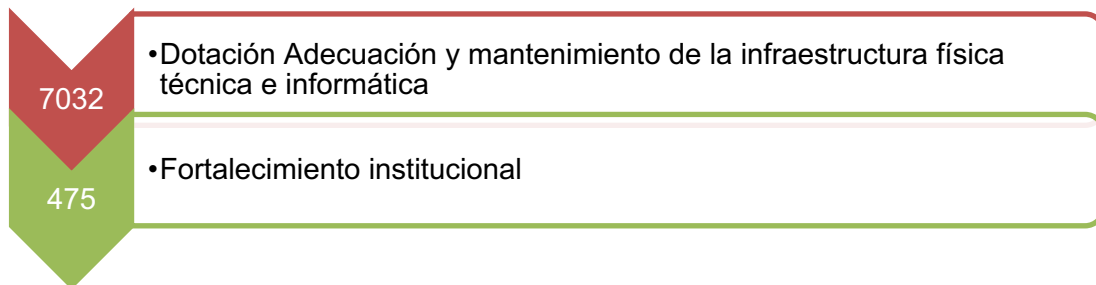 7032
•Dotación Adecuación y mantenimiento de la infraestructura física
técnica e informática
475
•Fortalecimiento institucional